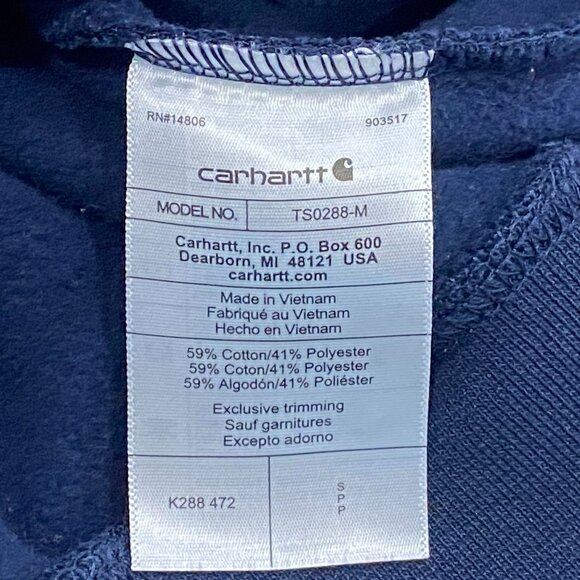 RN#14806 903517
carhartt
MODEL NO. TS0288-M
Carhartt, Inc. P.O. Box 600
Dearborn, MI 48121 USA
carhartt.com
Made in Vietnam
Fabriqué au Vietnam
Hecho en Vietnam
59% Cotton/41% Polyester
59% Coton/41% Polyester
59% Algodón/41% Poliéster
Exclusive trimming
Sauf garnitures
Excepto adorno
K288 472
S
P
P